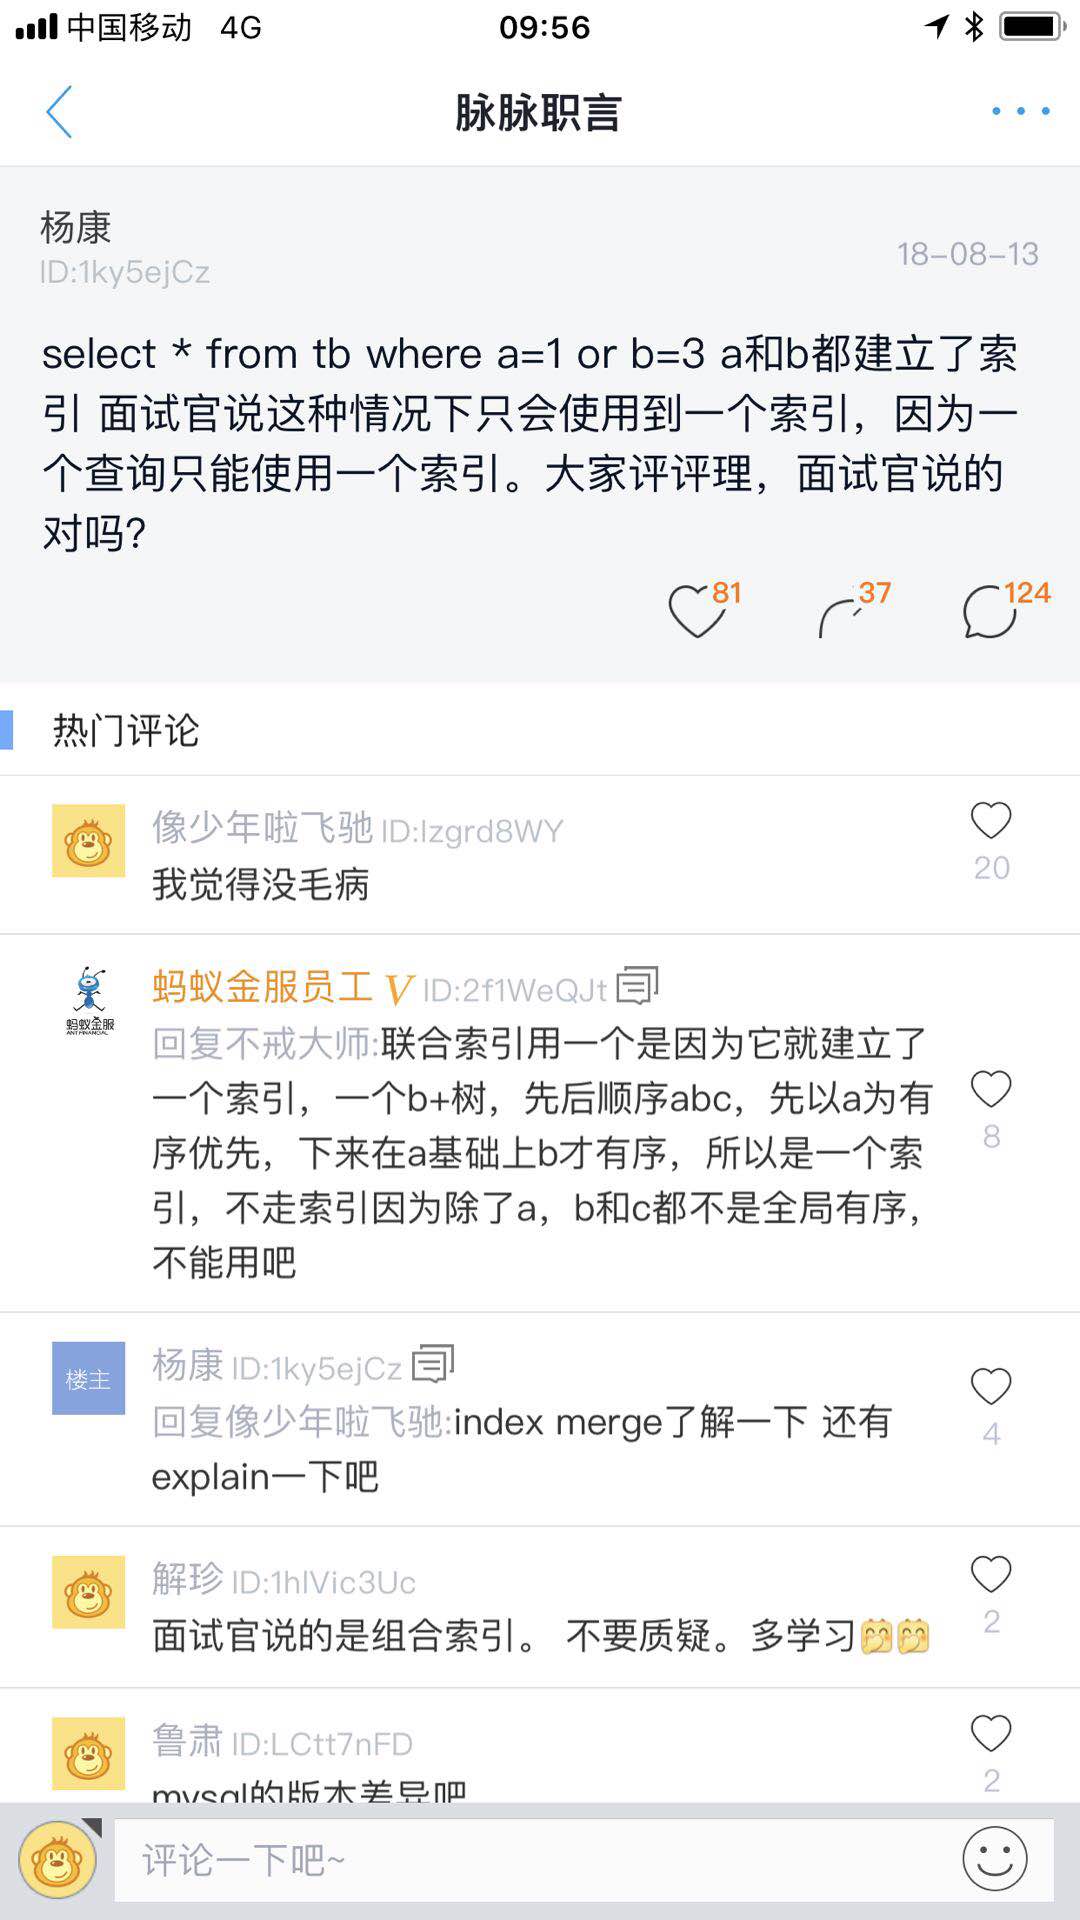 中国移动 4G 09:56
脉脉职言
杨康
ID:1ky5ejCz
18-08-13
select * from tb where a=1 or b=3 a和b都建立了索
引 面试官说这种情况下只会使用到一个索引，因为一
个查询只能使用一个索引。大家评评理，面试官说的
对吗?
81 37 124
热门评论
像少年啦飞驰 ID:lzgrd8WY
20
我觉得没毛病
蚂蚁金服员工 V ID:2f1WeQJt
蚂蚁金服
ANT FINANCIAL
回复不戒大师:联合索引用一个是因为它就建立了
一个索引，一个b+树，先后顺序abc，先以a为有
序优先，下来在a基础上b才有序，所以是一个索
引，不走索引因为除了a，b和c都不是全局有序，
不能用吧
8
楼主
杨康 ID:1ky5ejCz
回复像少年啦飞驰:index merge了解一下 还有
explain一下吧
4
解珍 ID:1hlVic3Uc
面试官说的是组合索引。 不要质疑。多学习
2
鲁肃 ID:LCtt7nFD
mysql的版本差异吧
2
评论一下吧~